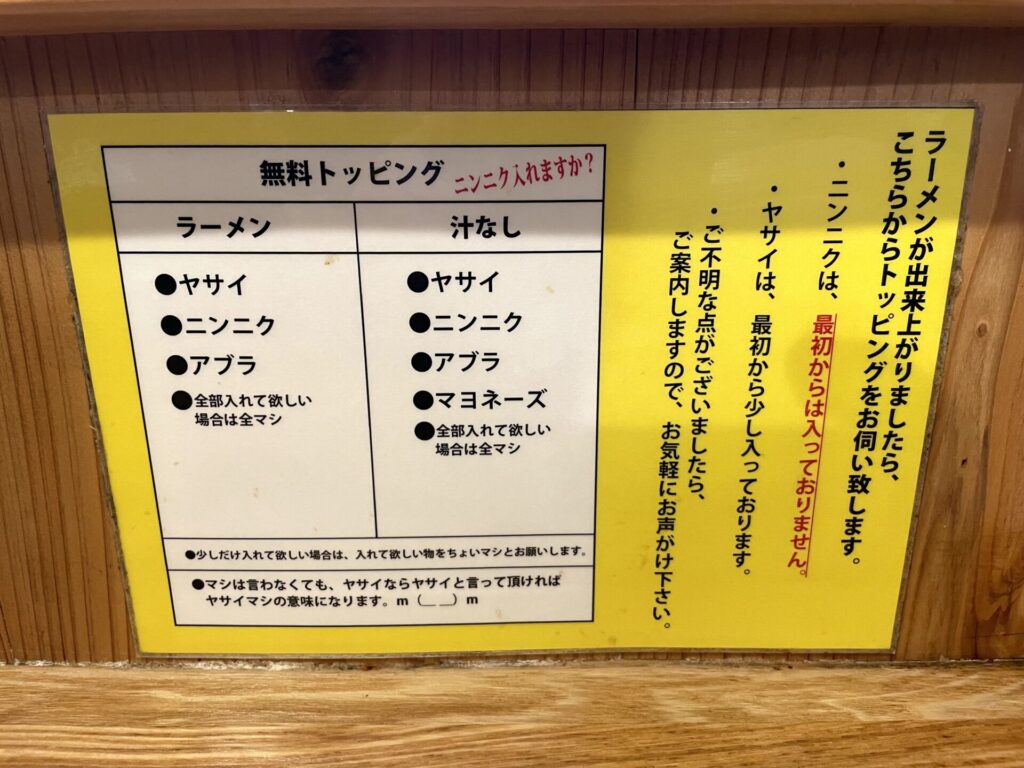 ラーメンが出来上がりましたら、
こちらからトッピングをお伺い致します。
・ニンニクは、最初からは入っておりません。
・ヤサイは、最初から少し入っております。
・ご不明な点がございましたら、
ご案内しますので、お気軽にお声がけ下さい。
無料トッピング ニンニク入れますか?
ラーメン
●ヤサイ
●ニンニク
●アブラ
●全部入れて欲しい
場合は全マシ
汁なし
●ヤサイ
●ニンニク
●アブラ
●マヨネーズ
●全部入れて欲しい
場合は全マシ
●少しだけ入れて欲しい場合は、入れて欲しい物をちょいマシとお願いします。
●マシは言わなくても、ヤサイならヤサイと言って頂ければ
ヤサイマシの意味になります。m(__)m